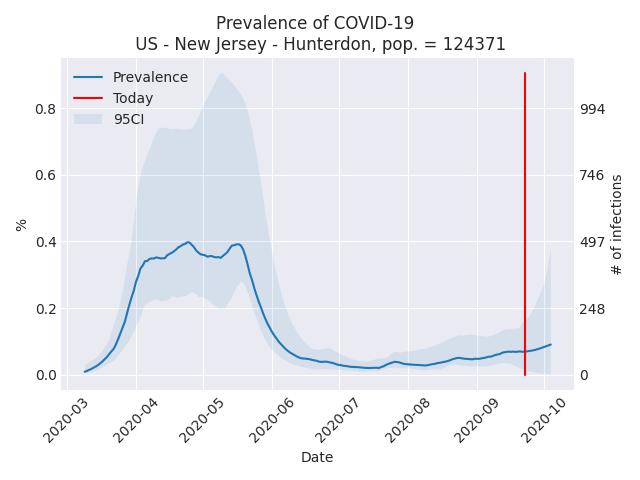 Prevalence of COVID-19
US - New Jersey - Hunterdon, pop. = 124371
Prevalence
Today
95CI
0.8
0.6
0.4
0.2
0.0
%
994
746
497
248
0
# of infections
2020-03
2020-04
2020-05
2020-06
2020-07
2020-08
2020-09
2020-10
Date